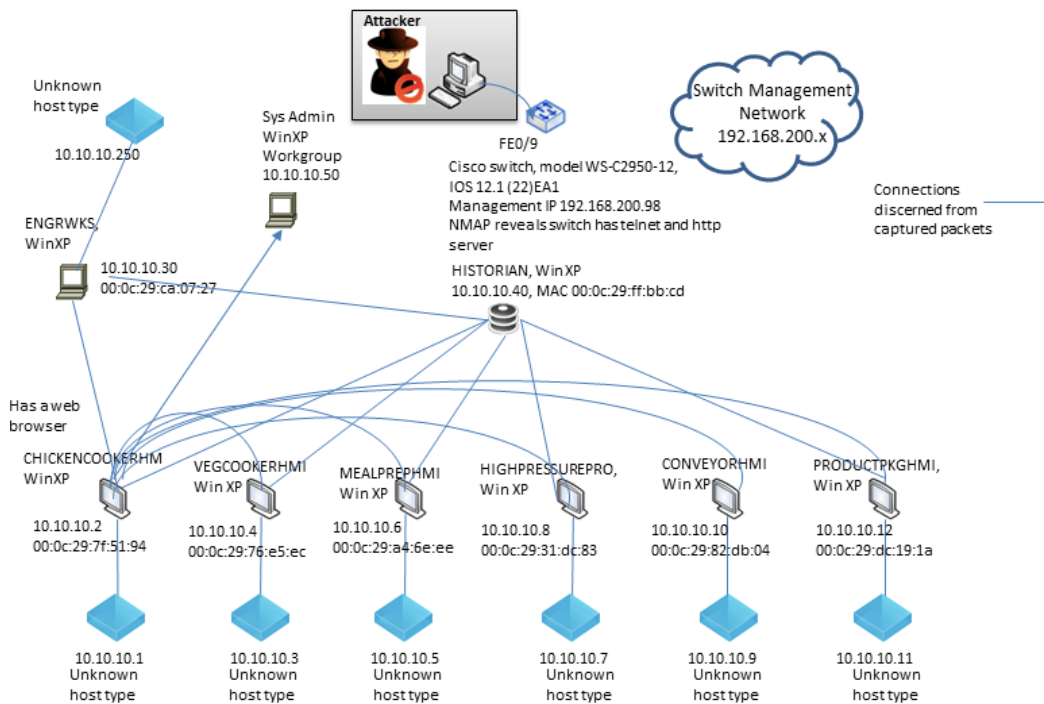 Attacker
Unknown
host type
10.10.10.250
Sys Admin
WinXP
Workgroup
10.10.10.50
Switch Management
Network
192.168.200.x
FE0/9
Cisco switch, model WS-C2950-12,
IOS 12.1 (22)EA1
Management IP 192.168.200.98
NMAP reveals switch has telnet and http
server
Connections
discerned from
captured packets
ENGRWKS,
WinXP
10.10.10.30
00:0c:29:ca:07:27
HISTORIAN, WinXP
10.10.10.40, MAC 00:0c:29:ff:bb:cd
Has a web
browser
CHICKENCOOKERHM
WinXP
10.10.10.2
00:0c:29:7f:51:94
VEGCOOKERHMI
Win XP
10.10.10.4
00:0c:29:76:e5:ec
MEALPREPHMI
Win XP
10.10.10.6
00:0c:29:a4:6e:ee
HIGHPRESSUREPRO,
Win XP
10.10.10.8
00:0c:29:31:dc:83
CONVEYORHMI
Win XP
10.10.10.10
00:0c:29:82:db:04
PRODUCTPKGHMI,
Win XP
10.10.10.12
00:0c:29:dc:19:1a
10.10.10.1
Unknown
host type
10.10.10.3
Unknown
host type
10.10.10.5
Unknown
host type
10.10.10.7
Unknown
host type
10.10.10.9
Unknown
host type
10.10.10.11
Unknown
host type